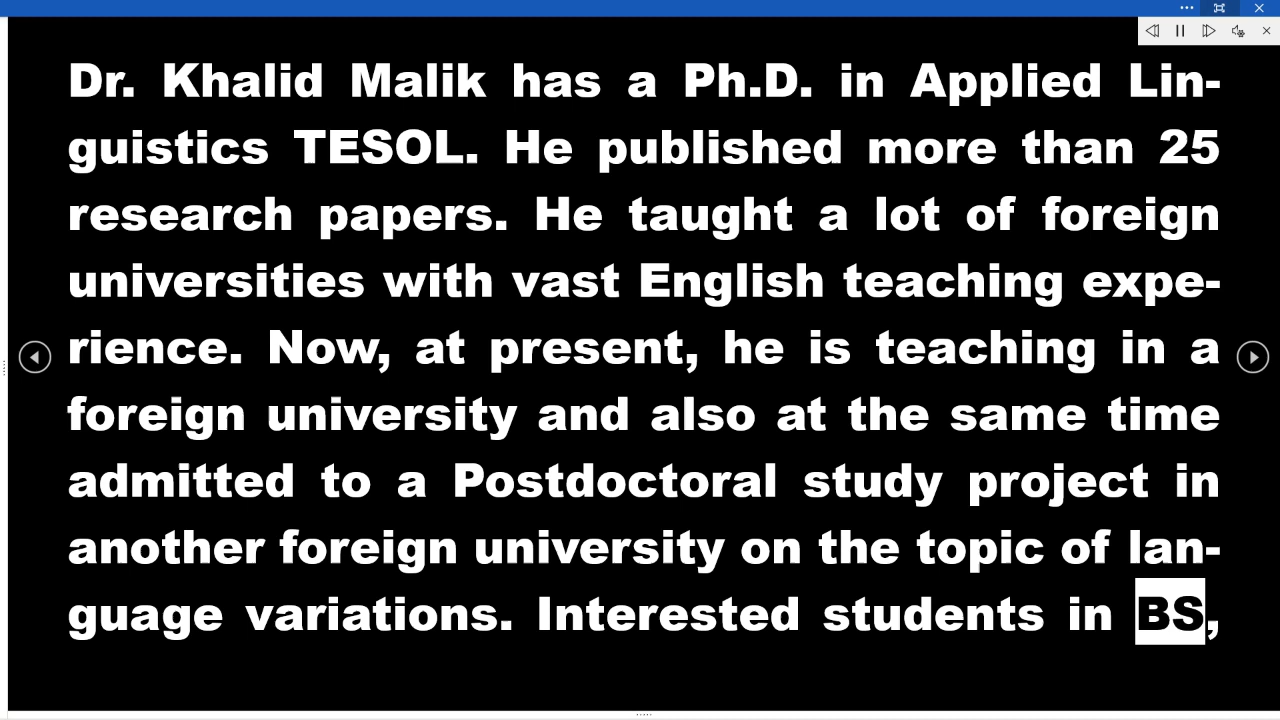 Dr. Khalid Malik has a Ph.D. in Applied Lin-
guistics TESOL. He published more than 25
research papers. He taught a lot of foreign
universities with vast English teaching expe-
rience. Now, at present, he is teaching in a
foreign university and also at the same time
admitted to a Postdoctoral study project in
another foreign university on the topic of lan-
guage variations. Interested students in BS,